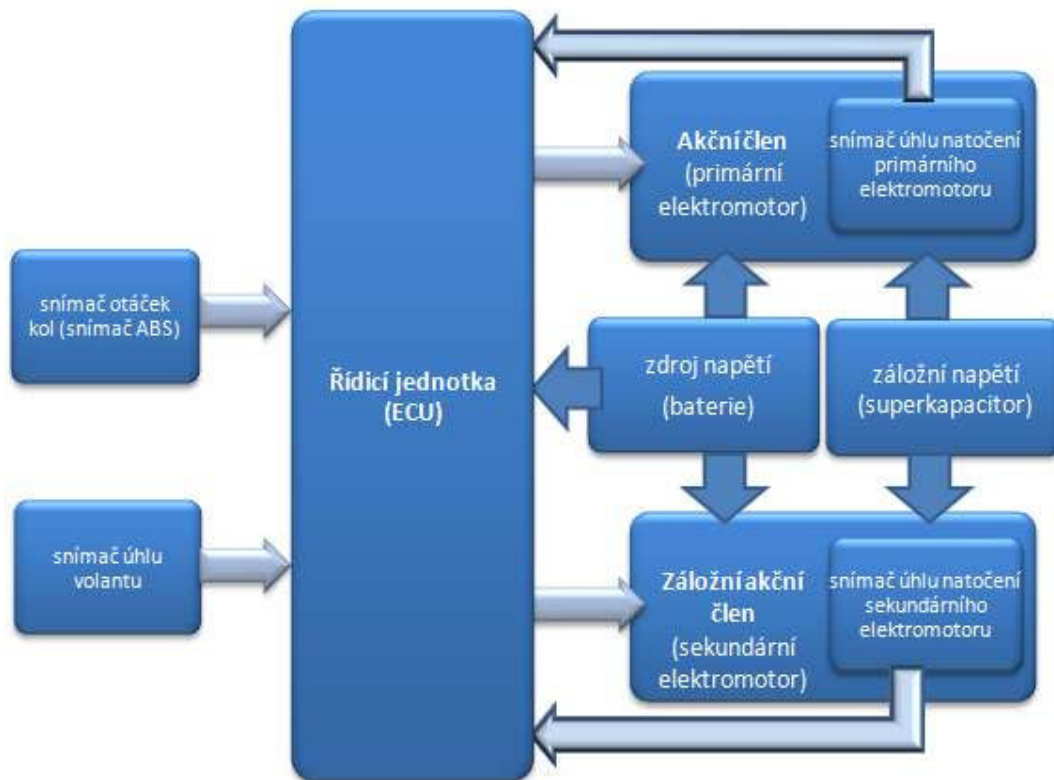 snímač otáček
kol (snímač ABS)
snímač úhlu
volantu
Řídicí jednotka
(ECU)
Akční člen
(primární
elektromotor)
snímač úhlu natočení
primárního
elektromotoru
zdroj napětí
(baterie)
záložní napětí
(superkapacitor)
Záložní akční
člen
(sekundární
elektromotor)
snímač úhlu natočení
sekundárního
elektromotoru